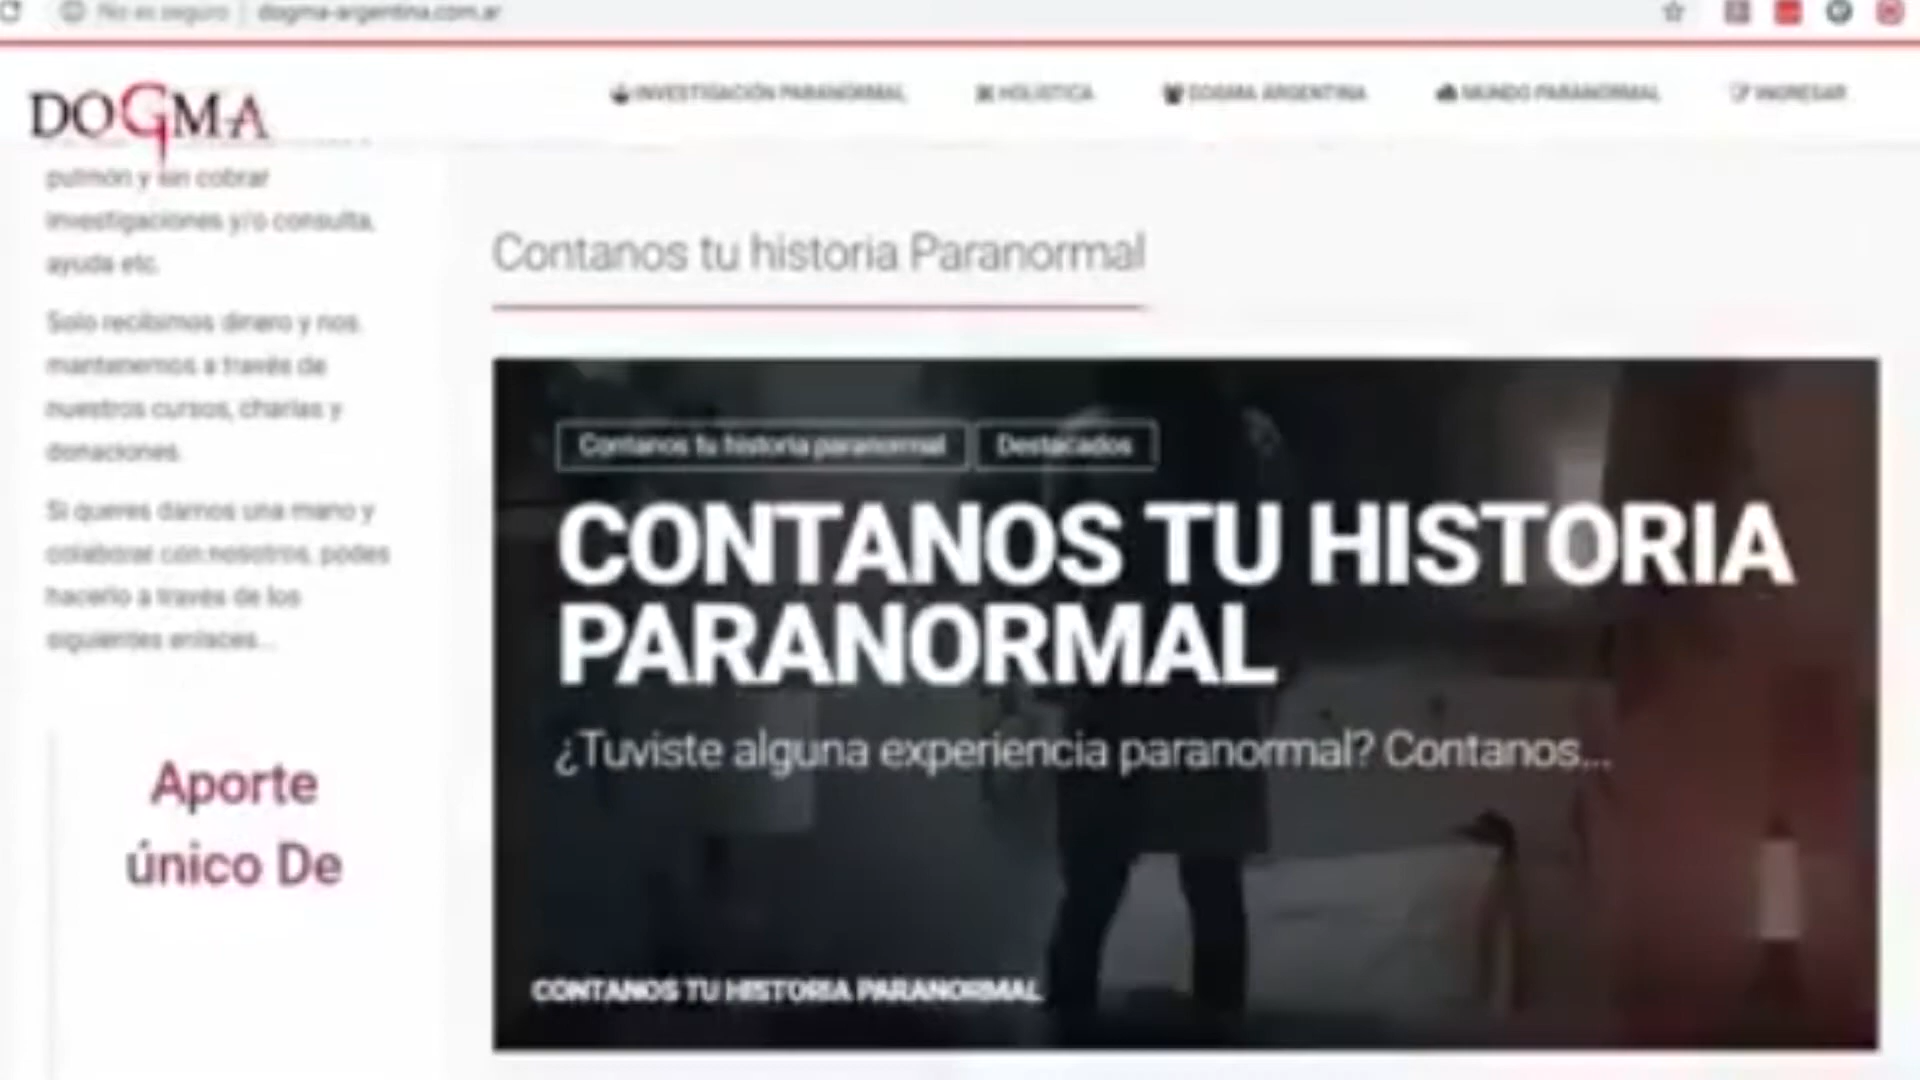 No es seguro | dogma-argentina.com.ar
DOGMA
INVESTIGACIÓN PARANORMAL
HOLÍSTICA
DOGMA ARGENTINA
MUNDO PARANORMAL
INGRESAR
pulmón y sin cobrar
investigaciones y/o consulta,
ayuda etc.
Solo recibimos dinero y nos
mantenemos a través de
nuestros cursos, charlas y
donaciones.
Si queres darnos una mano y
colaborar con nosotros, podes
hacerlo a través de los
siguientes enlaces...
Aporte
único De
Contanos tu historia Paranormal
Contanos tu historia paranormal
Destacados
CONTANOS TU HISTORIA
PARANORMAL
¿Tuviste alguna experiencia paranormal? Contanos...
CONTANOS TU HISTORIA PARANORMAL